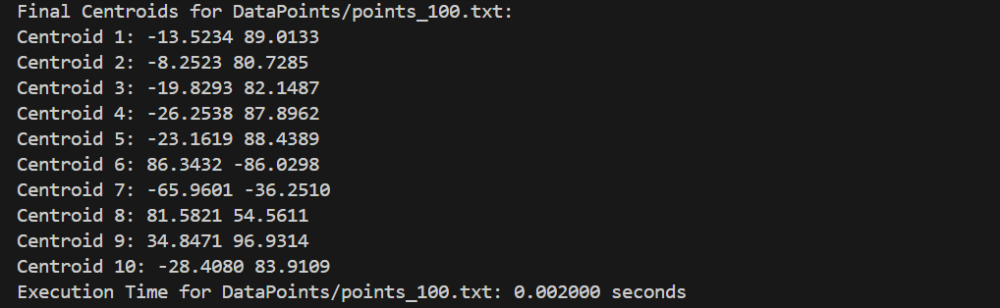 Final Centroids for DataPoints/points_100.txt:
Centroid 1: -13.5234 89.0133
Centroid 2: -8.2523 80.7285
Centroid 3: -19.8293 82.1487
Centroid 4: -26.2538 87.8962
Centroid 5: -23.1619 88.4389
Centroid 6: 86.3432 -86.0298
Centroid 7: -65.9601 -36.2510
Centroid 8: 81.5821 54.5611
Centroid 9: 34.8471 96.9314
Centroid 10: -28.4080 83.9109
Execution Time for DataPoints/points_100.txt: 0.002000 seconds